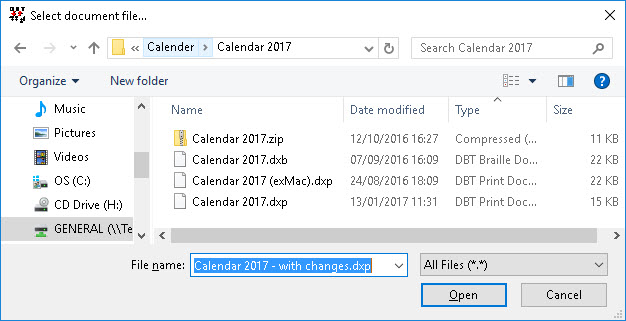 Select document file...
« Calender > Calendar 2017
Search Calendar 2017
Organize New folder
Music
Pictures
Videos
OS (C:)
CD Drive (H:)
GENERAL (\\Te
Name Date modified Type Size
Calendar 2017.zip 12/10/2016 16:27 Compressed (... 11 KB
Calendar 2017.dxb 07/09/2016 16:09 DBT Braille Do... 22 KB
Calendar 2017 (exMac).dxp 24/08/2016 18:09 DBT Print Doc... 22 KB
Calendar 2017.dxp 13/01/2017 11:31 DBT Print Doc... 15 KB
File name: Calendar 2017 - with changes.dxp All Files (*.*)
Open Cancel